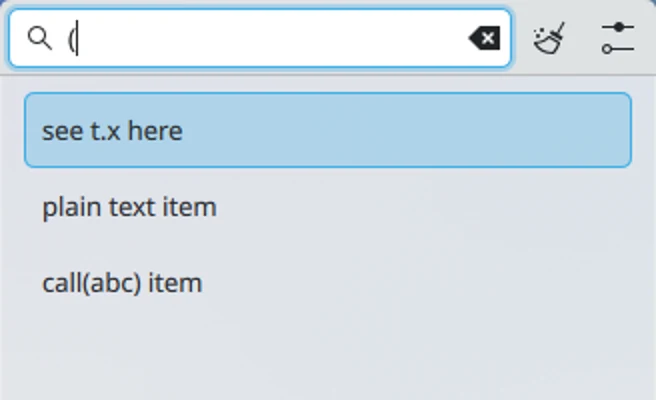 (
see t.x here
plain text item
call(abc) item